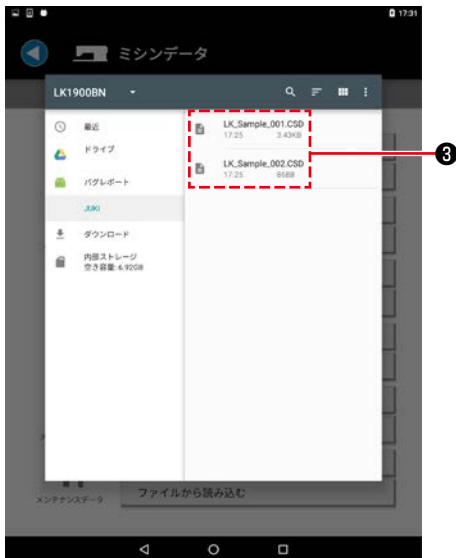 17:31
ミシンデータ
LK1900BN
最近
ドライブ
バグレポート
JUKI
ダウンロード
内部ストレージ
空き容量: 6.92GB
LK_Sample_001.CSD
17:25 3.43KB
LK_Sample_002.CSD
17:25 858B
❸
メンテナンスデータ
ファイルから読み込む